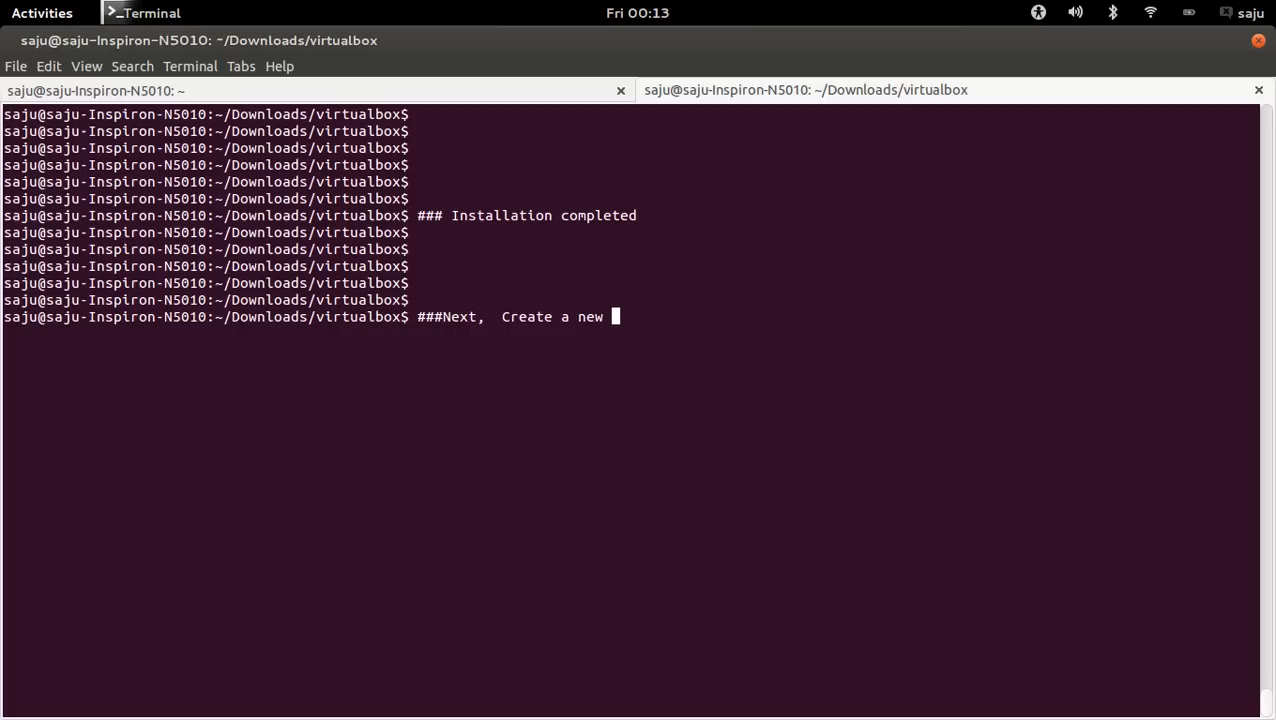 Activities Terminal Fri 00:13 saju
saju@saju-Inspiron-N5010: ~/Downloads/virtualbox
File Edit View Search Terminal Tabs Help
saju@saju-Inspiron-N5010: ~ saju@saju-Inspiron-N5010: ~/Downloads/virtualbox
saju@saju-Inspiron-N5010:~/Downloads/virtualbox$
saju@saju-Inspiron-N5010:~/Downloads/virtualbox$
saju@saju-Inspiron-N5010:~/Downloads/virtualbox$
saju@saju-Inspiron-N5010:~/Downloads/virtualbox$
saju@saju-Inspiron-N5010:~/Downloads/virtualbox$
saju@saju-Inspiron-N5010:~/Downloads/virtualbox$
saju@saju-Inspiron-N5010:~/Downloads/virtualbox$ ### Installation completed
saju@saju-Inspiron-N5010:~/Downloads/virtualbox$
saju@saju-Inspiron-N5010:~/Downloads/virtualbox$
saju@saju-Inspiron-N5010:~/Downloads/virtualbox$
saju@saju-Inspiron-N5010:~/Downloads/virtualbox$
saju@saju-Inspiron-N5010:~/Downloads/virtualbox$
saju@saju-Inspiron-N5010:~/Downloads/virtualbox$ ###Next,  Create a new